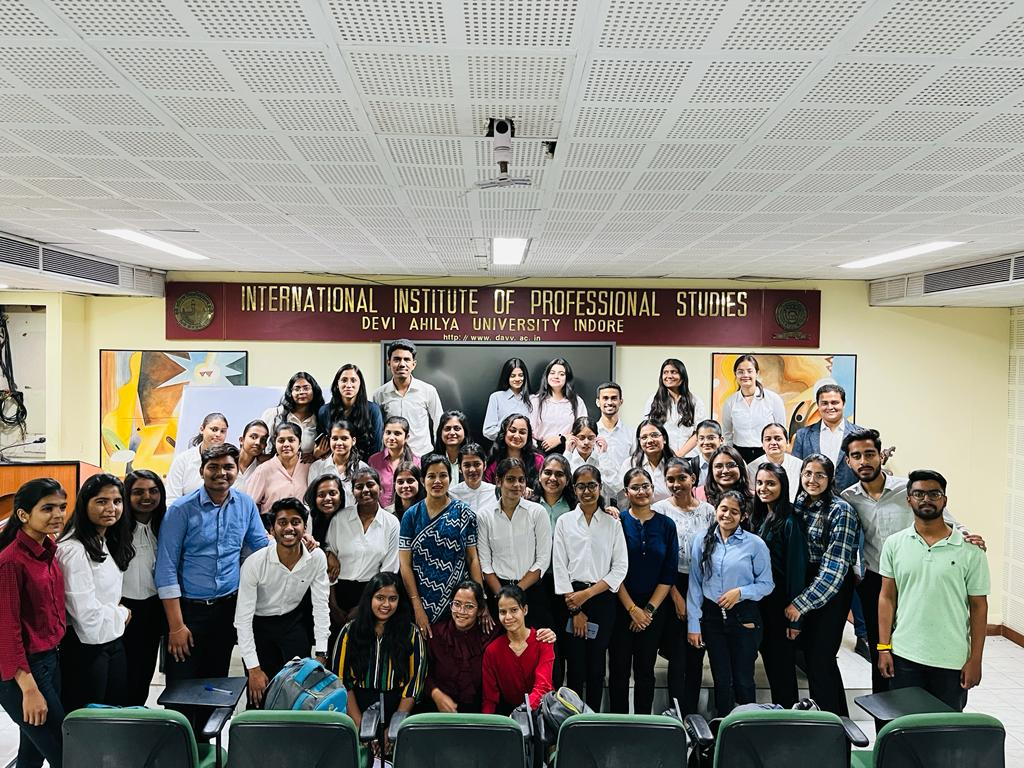 INTERNATIONAL INSTITUTE OF PROFESSIONAL STUDIES
DEVI AHILYA UNIVERSITY INDORE
http://www.davv.ac.in